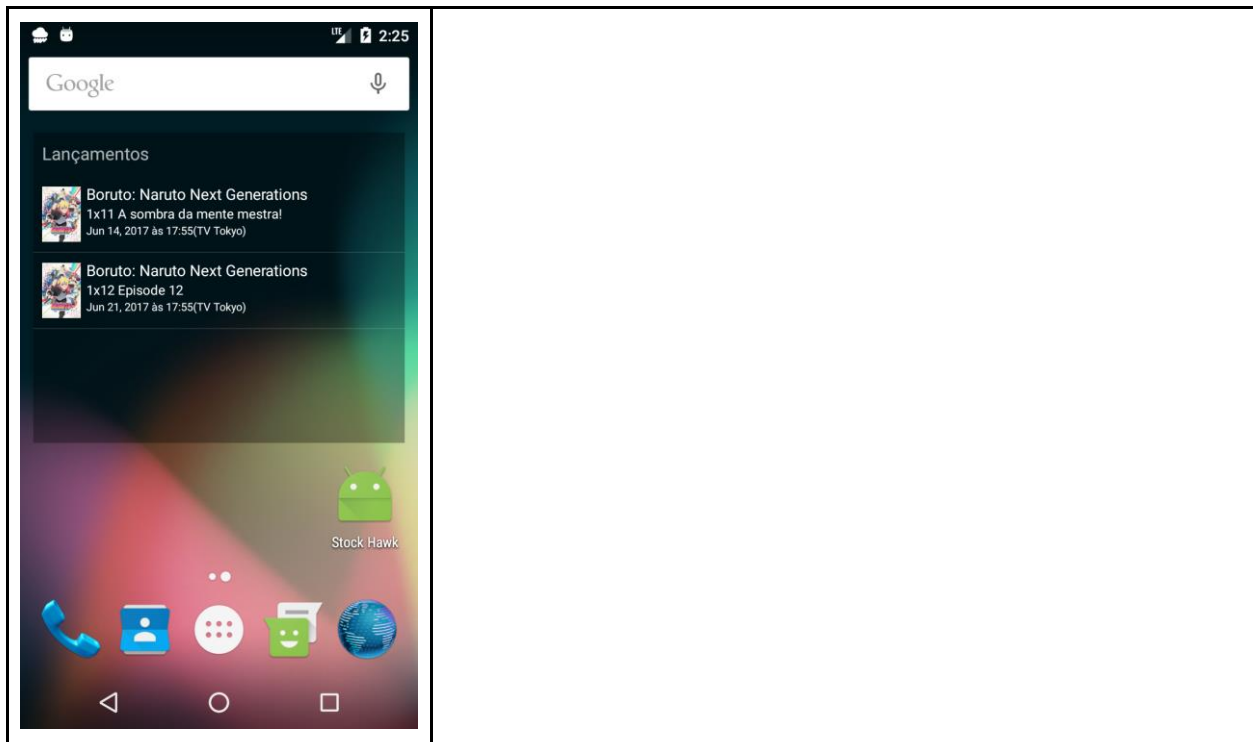 LTE 2:25
Google
Lançamentos
Boruto: Naruto Next Generations
1x11 A sombra da mente mestra!
Jun 14, 2017 às 17:55(TV Tokyo)
Boruto: Naruto Next Generations
1x12 Episode 12
Jun 21, 2017 às 17:55(TV Tokyo)
Stock Hawk